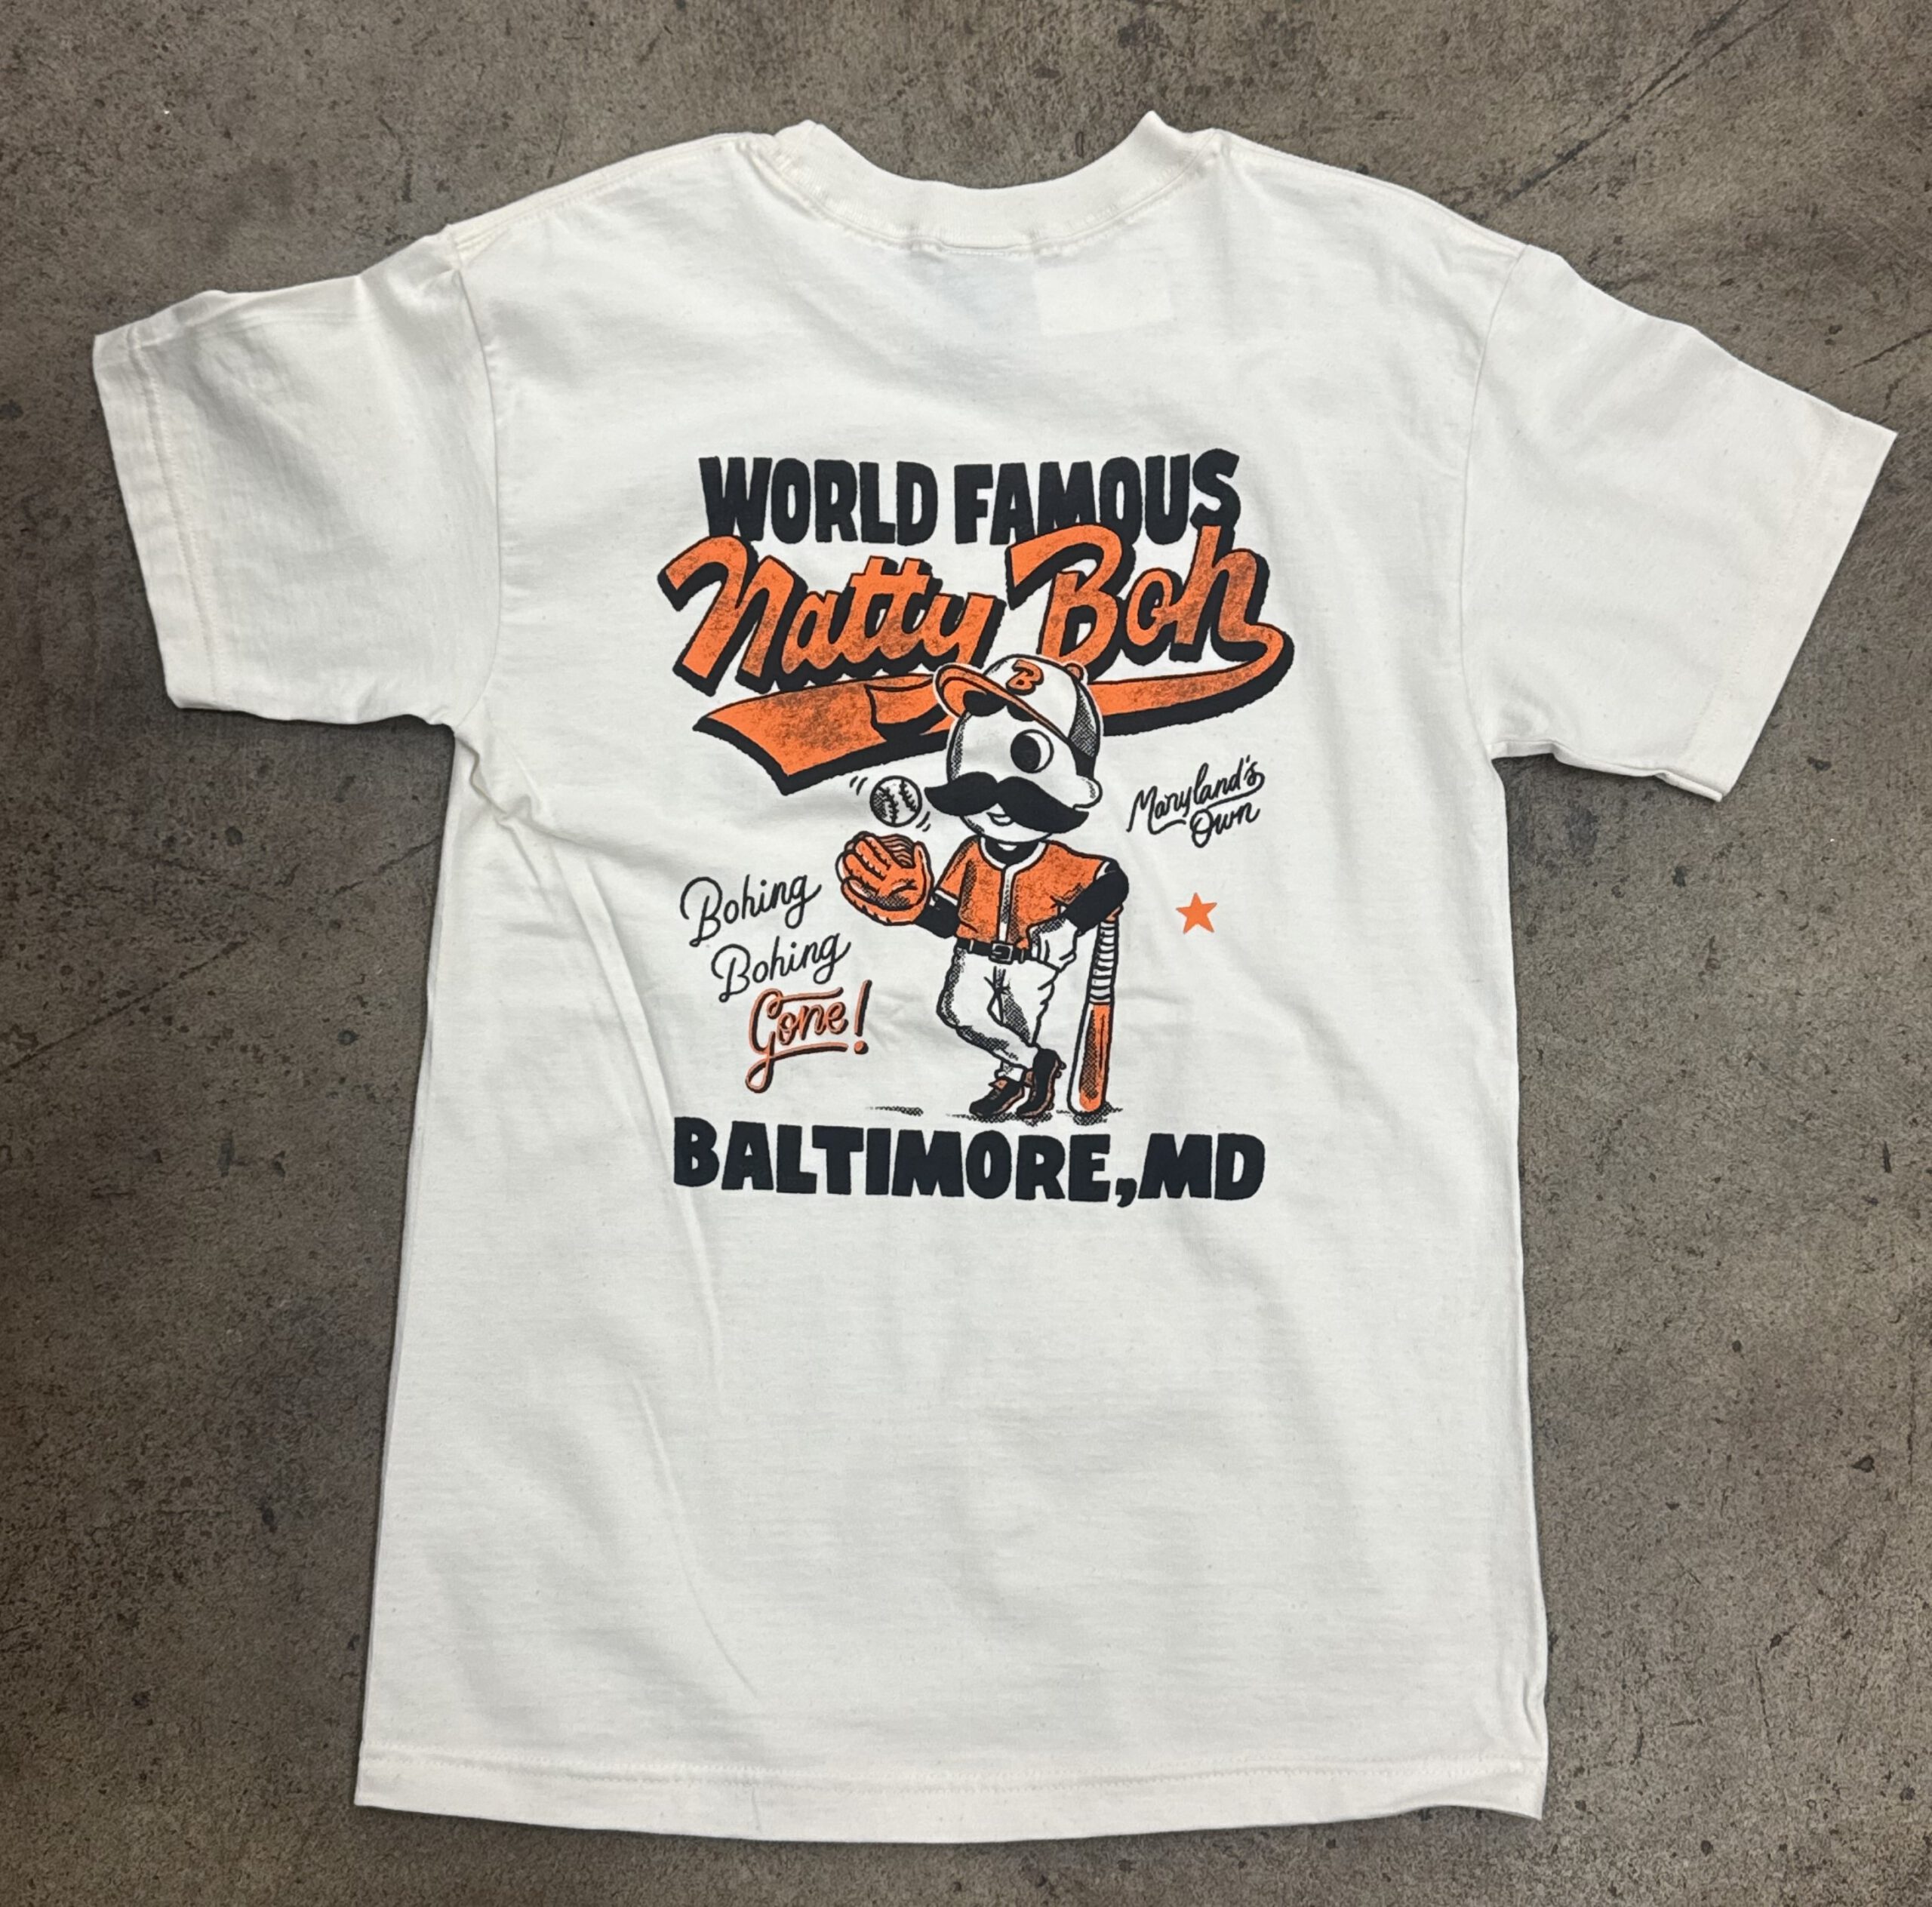 WORLD FAMOUS
Natty Boh
B
Maryland's
Own
Bohing
Bohing
Gone!
BALTIMORE, MD